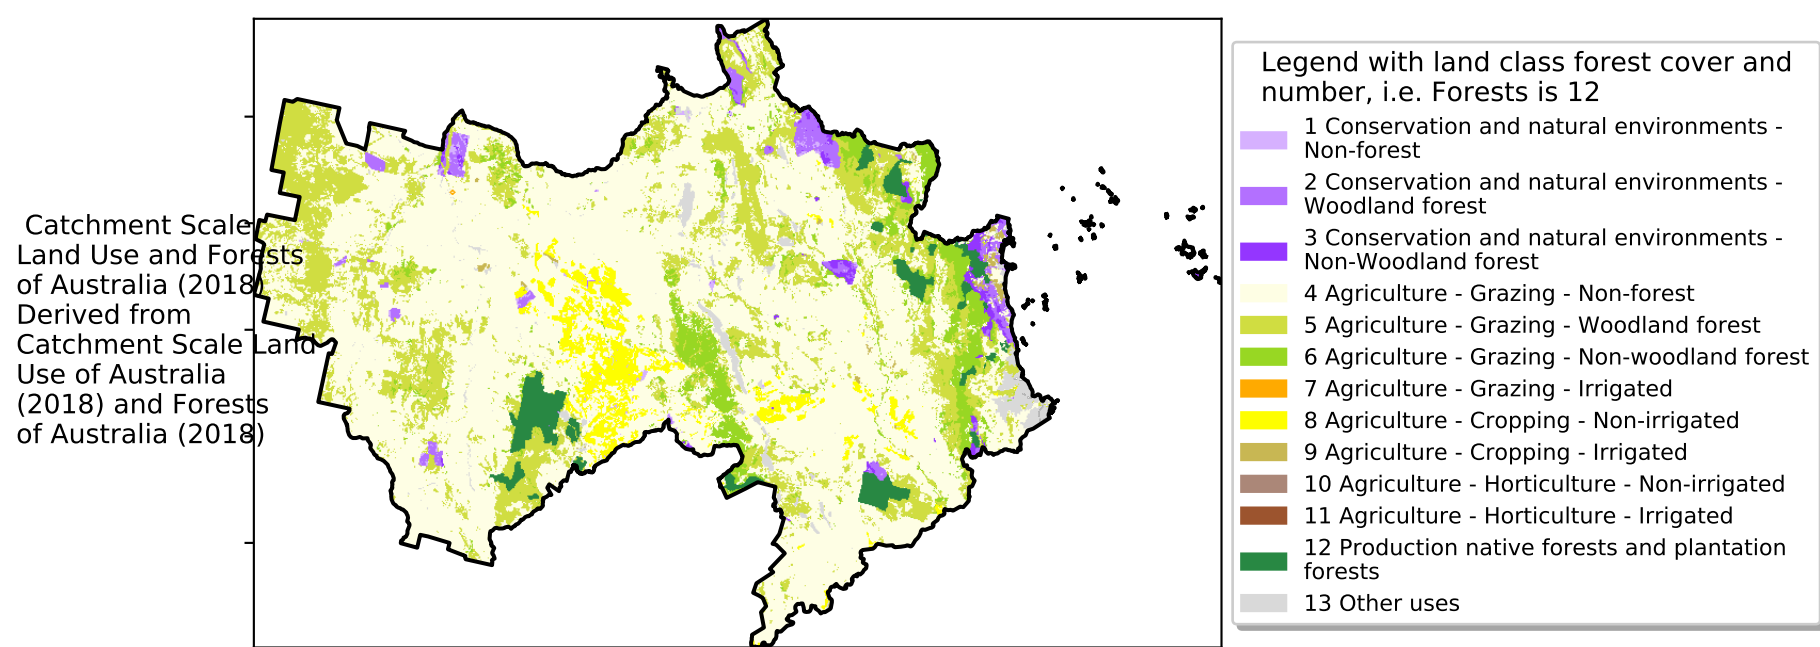 Catchment Scale
Land Use and Forests
of Australia (2018)
Derived from
Catchment Scale Land
Use of Australia
(2018) and Forests
of Australia (2018)
Legend with land class forest cover and
number, i.e. Forests is 12
1 Conservation and natural environments -
Non-forest
2 Conservation and natural environments -
Woodland forest
3 Conservation and natural environments -
Non-Woodland forest
4 Agriculture - Grazing - Non-forest
5 Agriculture - Grazing - Woodland forest
6 Agriculture - Grazing - Non-woodland forest
7 Agriculture - Grazing - Irrigated
8 Agriculture - Cropping - Non-irrigated
9 Agriculture - Cropping - Irrigated
10 Agriculture - Horticulture - Non-irrigated
11 Agriculture - Horticulture - Irrigated
12 Production native forests and plantation
forests
13 Other uses